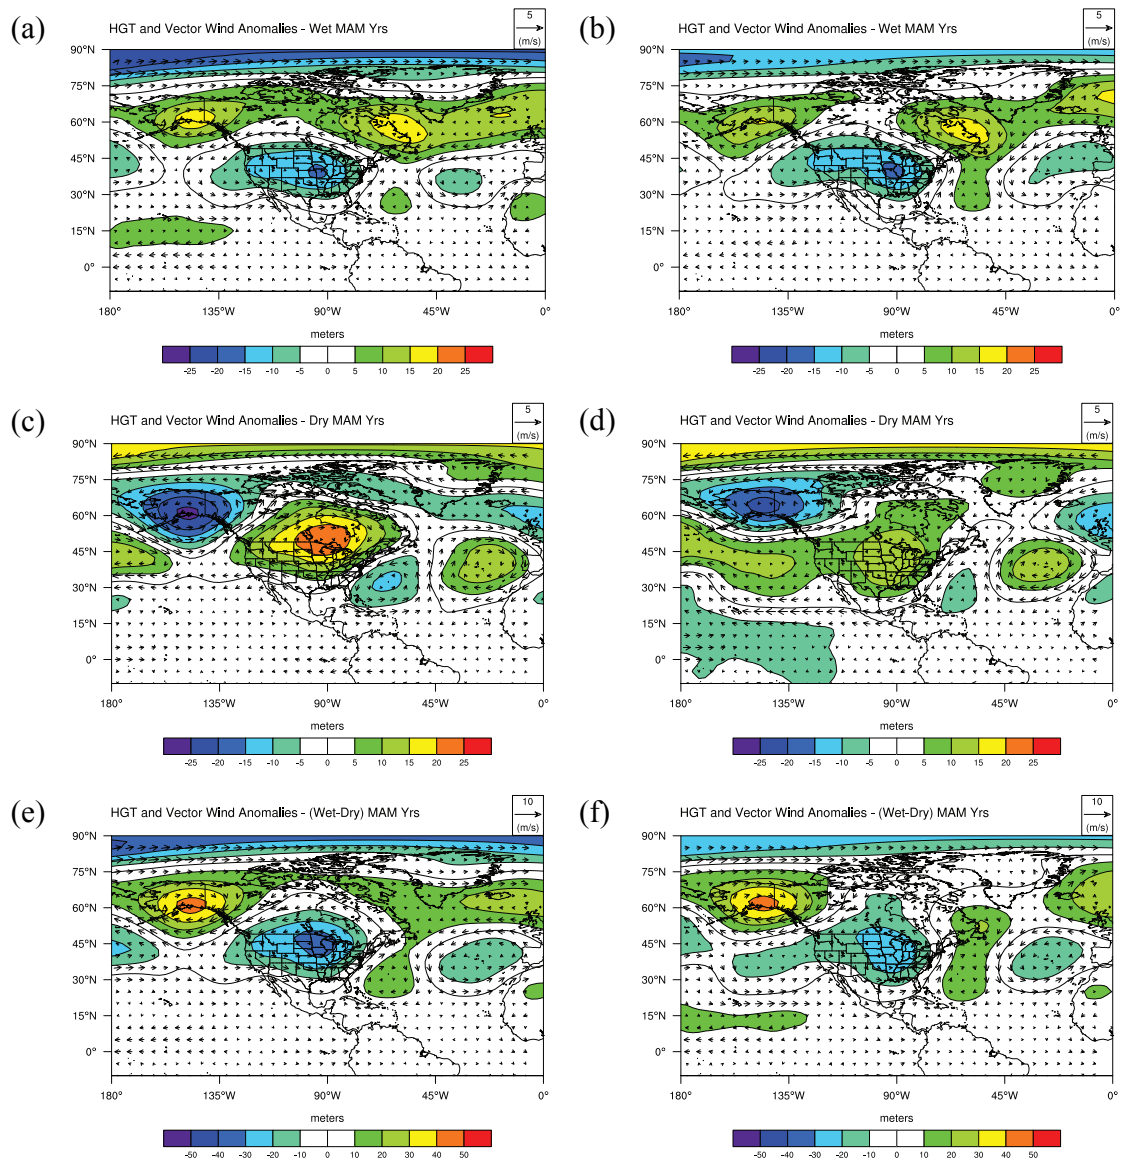 (a)
HGT and Vector Wind Anomalies - Wet MAM Yrs
5
(m/s)
90°N
75°N
60°N
45°N
30°N
15°N
0°
180°
135°W
90°W
45°W
0°
meters
-25 -20 -15 -10 -5 0 5 10 15 20 25
(b)
HGT and Vector Wind Anomalies - Wet MAM Yrs
5
(m/s)
90°N
75°N
60°N
45°N
30°N
15°N
0°
180°
135°W
90°W
45°W
0°
meters
-25 -20 -15 -10 -5 0 5 10 15 20 25
(c)
HGT and Vector Wind Anomalies - Dry MAM Yrs
5
(m/s)
90°N
75°N
60°N
45°N
30°N
15°N
0°
180°
135°W
90°W
45°W
0°
meters
-25 -20 -15 -10 -5 0 5 10 15 20 25
(d)
HGT and Vector Wind Anomalies - Dry MAM Yrs
5
(m/s)
90°N
75°N
60°N
45°N
30°N
15°N
0°
180°
135°W
90°W
45°W
0°
meters
-25 -20 -15 -10 -5 0 5 10 15 20 25
(e)
HGT and Vector Wind Anomalies - (Wet-Dry) MAM Yrs
10
(m/s)
90°N
75°N
60°N
45°N
30°N
15°N
0°
180°
135°W
90°W
45°W
0°
meters
-50 -40 -30 -20 -10 0 10 20 30 40 50
(f)
HGT and Vector Wind Anomalies - (Wet-Dry) MAM Yrs
10
(m/s)
90°N
75°N
60°N
45°N
30°N
15°N
0°
180°
135°W
90°W
45°W
0°
meters
-50 -40 -30 -20 -10 0 10 20 30 40 50